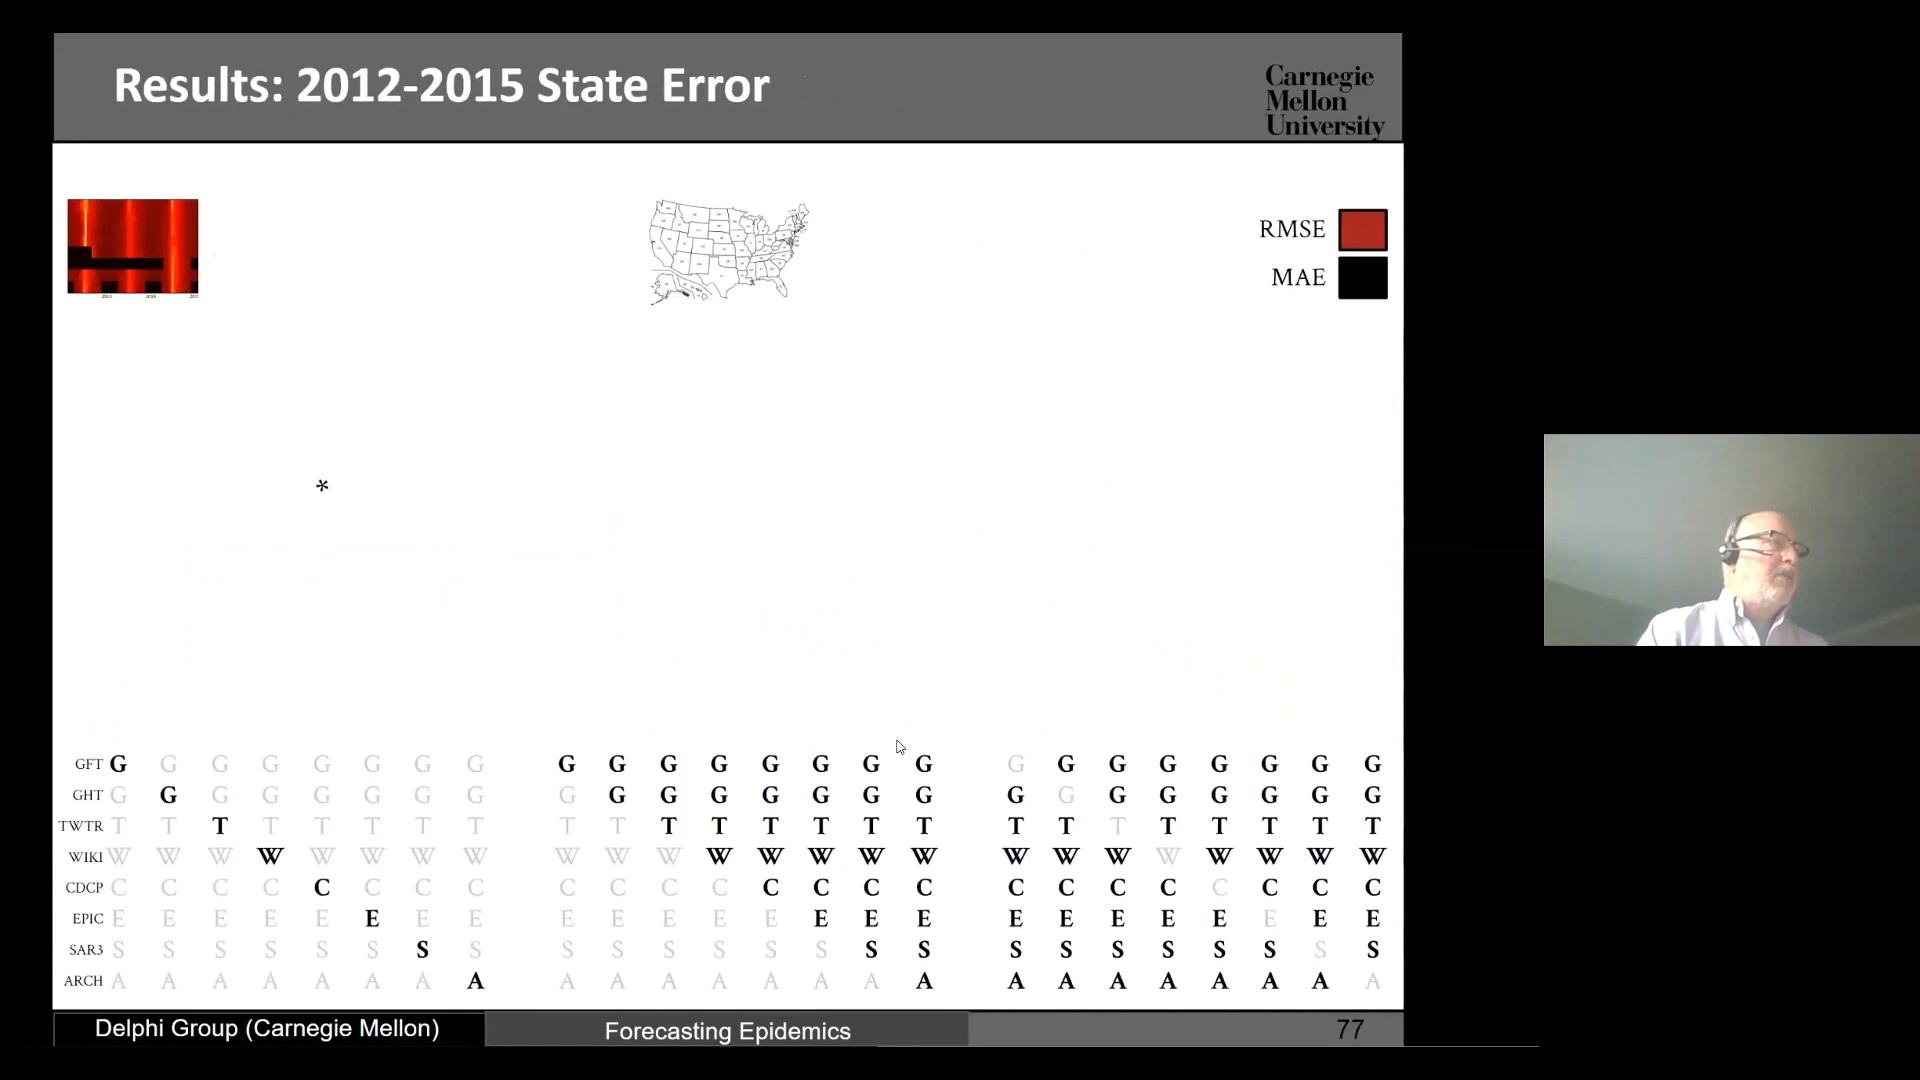 Results: 2012-2015 State Error
Carnegie
Mellon
University
RMSE
MAE
*
GFT G G G G G G G G G G G G G G G G G G G G G G G G
GHT G G G G G G G G G G G G G G G G G G G G G G G G
TWTR T T T T T T T T T T T T T T T T T T T T T T T T
WIKI W W W W W W W W W W W W W W W W W W W W W W W W
CDCP C C C C C C C C C C C C C C C C C C C C C C C C
EPIC E E E E E E E E E E E E E E E E E E E E E E E E
SAR3 S S S S S S S S S S S S S S S S S S S S S S S S
ARCH A A A A A A A A A A A A A A A A A A A A A A A A
Delphi Group (Carnegie Mellon)
Forecasting Epidemics
77